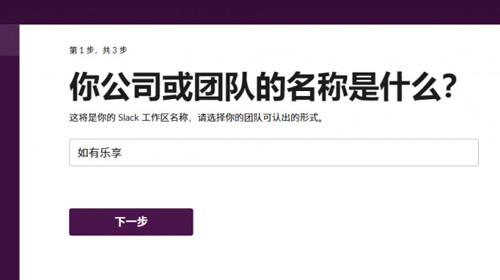 第 1 步，共 3 步
你公司或团队的名称是什么？
这将是你的 Slack 工作区名称，请选择你的团队可认出的形式。
如有乐享
下一步